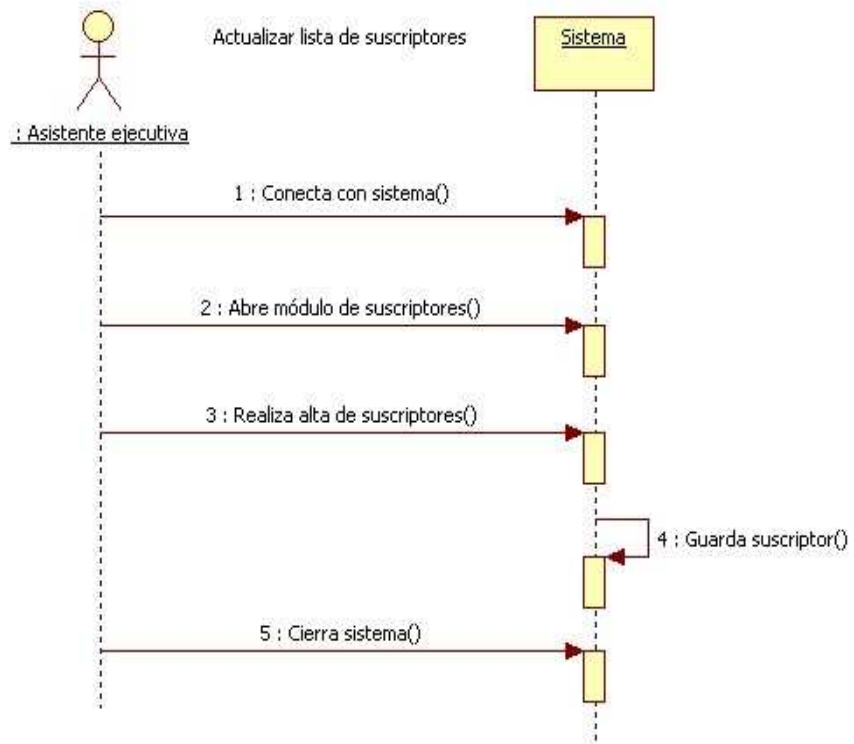 Actualizar lista de suscriptores
Sistema
: Asistente ejecutiva
1 : Conecta con sistema()
2 : Abre módulo de suscriptores()
3 : Realiza alta de suscriptores()
4 : Guarda suscriptor()
5 : Cierra sistema()